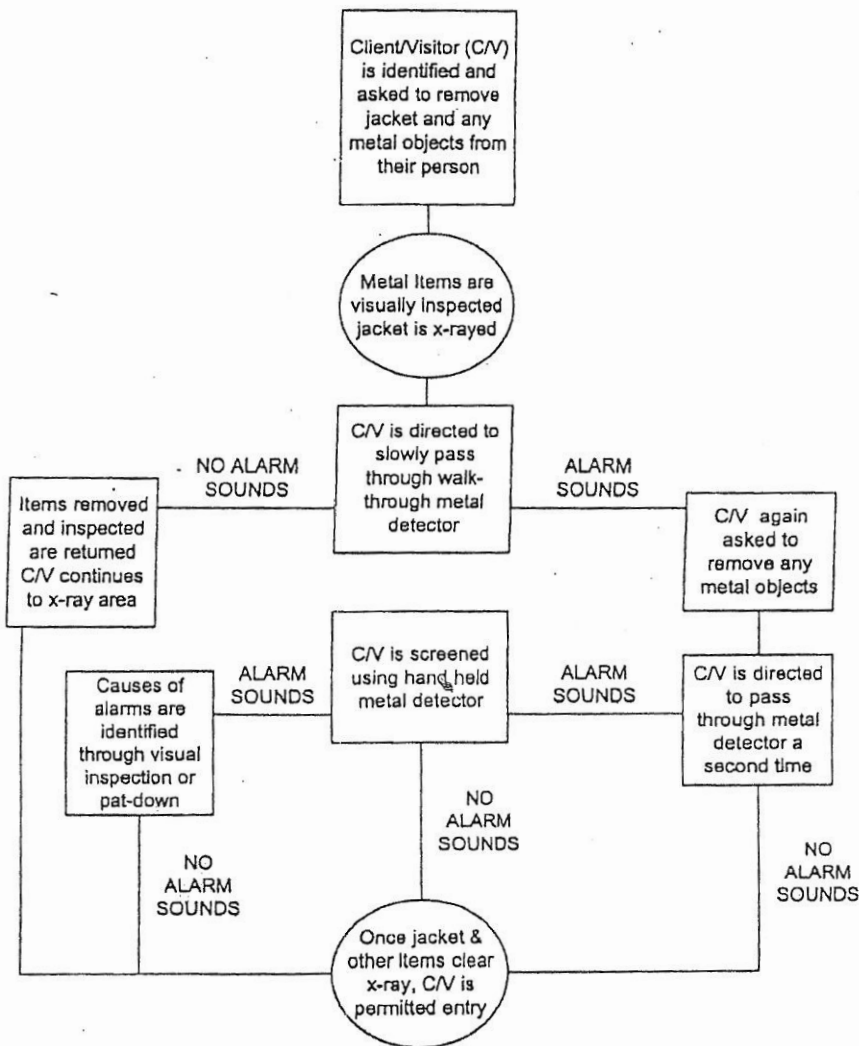 Client/Visitor (C/V)
is identified and
asked to remove
jacket and any
metal objects from
their person
Metal Items are
visually inspected
jacket is x-rayed
C/V is directed to
slowly pass
through walk-
through metal
detector
NO ALARM
SOUNDS
ALARM
SOUNDS
Items removed
and inspected
are returned
C/V continues
to x-ray area
C/V again
asked to
remove any
metal objects
C/V is screened
using hand held
metal detector
ALARM
SOUNDS
ALARM
SOUNDS
Causes of
alarms are
identified
through visual
inspection or
pat-down
C/V is directed
to pass
through metal
detector a
second time
NO
ALARM
SOUNDS
NO
ALARM
SOUNDS
NO
ALARM
SOUNDS
Once jacket &
other Items clear
x-ray, C/V is
permitted entry